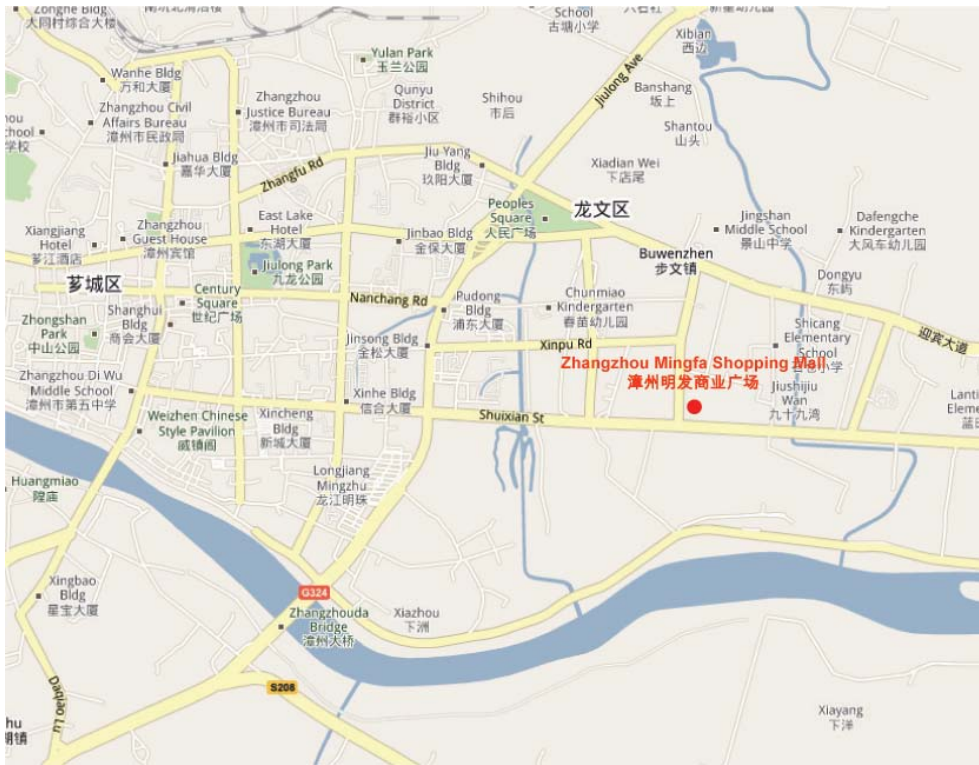 Zonghe Bldg
大同村综合大楼
School
古塘小学
Xibian
西边
Yulan Park
玉兰公园
Jiulong Ave
Wanhe Bldg
万和大厦
Qunyu
District
群裕小区
Shihou
市后
Banshang
坂上
Zhangzhou Civil
Affairs Bureau
漳州市民政局
Zhangzhou
Justice Bureau
漳州市司法局
Shantou
山头
School
学校
Jiahua Bldg
嘉华大厦
Zhangfu Rd
Jiu Yang
Bldg
玖阳大厦
Xiadian Wei
下店尾
Peoples
Square
人民广场
龙文区
Xiangjiang
Hotel
芗江酒店
Zhangzhou
Guest House
漳州宾馆
East Lake
Hotel
东湖大厦
Jinbao Bldg
金保大厦
Jingshan
Middle School
景山中学
Dafengche
Kindergarten
大风车幼儿园
Buwenzhen
步文镇
Jiulong Park
九龙公园
Dongyu
东屿
芗城区
Century
Square
世纪广场
Nanchang Rd
Pudong
Bldg
浦东大厦
Chunmiao
Kindergarten
春苗幼儿园
Shanghui
Bldg
商会大厦
Zhongshan
Park
中山公园
Jinsong Bldg
金松大厦
Xinpu Rd
Shicang
Elementary
School
迎宾大道
Zhangzhou Mingfa Shopping Mall
漳州明发商业广场
Zhangzhou Di Wu
Middle School
漳州市第五中学
Xinhe Bldg
信合大厦
Jiushijiu
Wan
九十九湾
Weizhen Chinese
Style Pavilion
威镇阁
Xincheng
Bldg
新城大厦
Shuixian St
Longjiang
Mingzhu
龙江明珠
Huangmiao
隍庙
Xingbao
Bldg
星宝大厦
G324
Zhangzhouda
Bridge
漳州大桥
Xiazhou
下洲
S208
Dabiao Lu
Xiayang
下洋